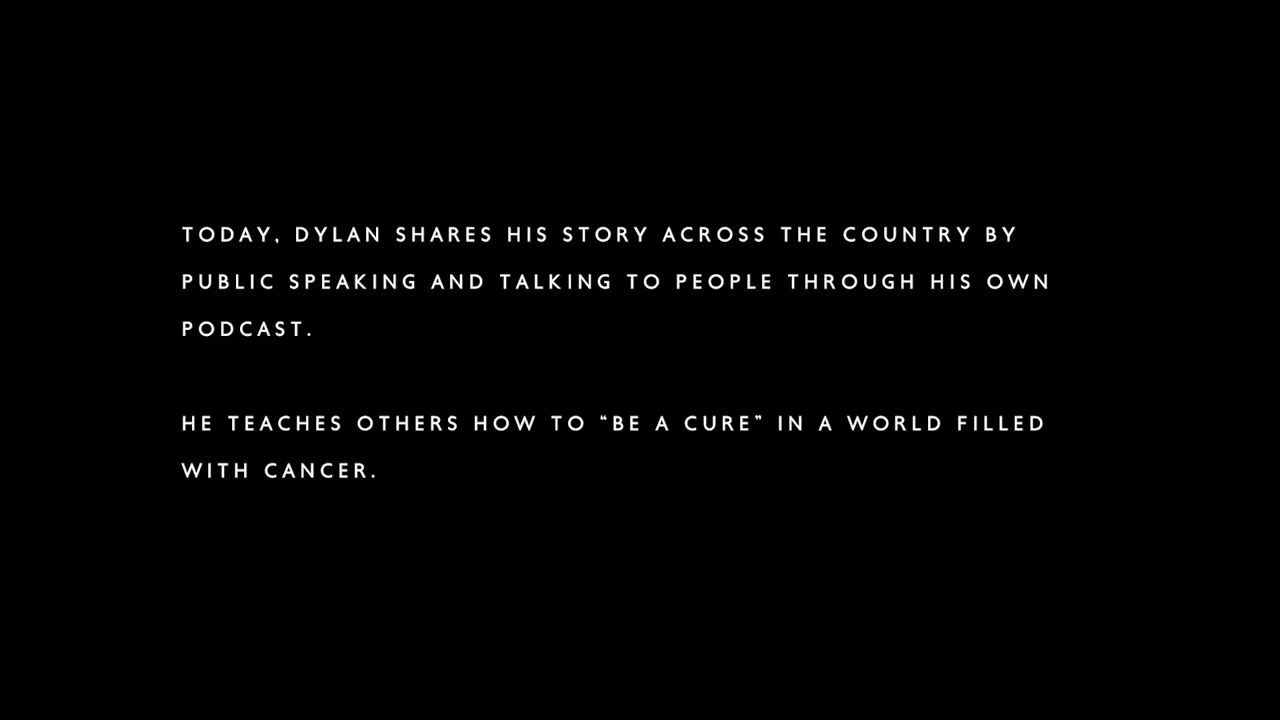 TODAY, DYLAN SHARES HIS STORY ACROSS THE COUNTRY BY
PUBLIC SPEAKING AND TALKING TO PEOPLE THROUGH HIS OWN
PODCAST.
HE TEACHES OTHERS HOW TO “BE A CURE” IN A WORLD FILLED
WITH CANCER.